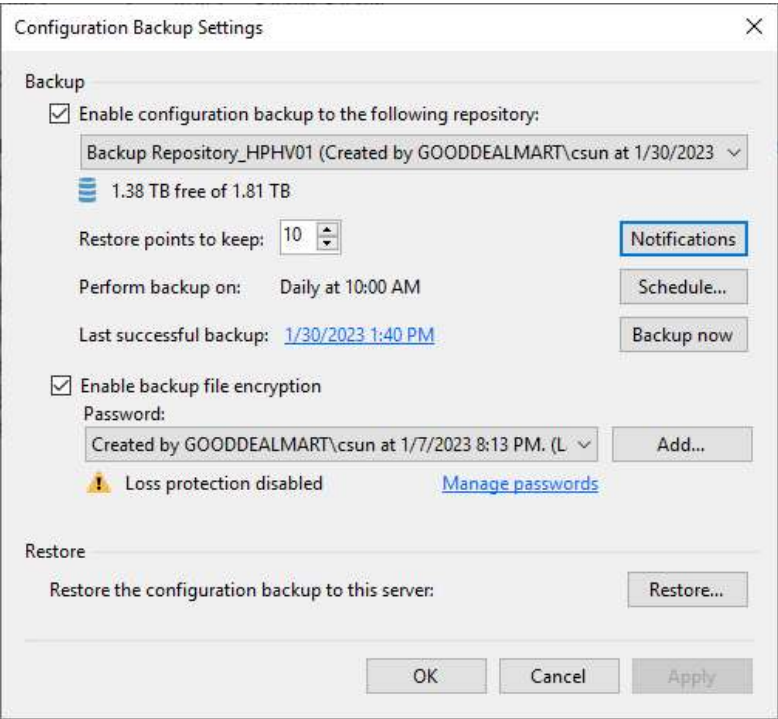 Configuration Backup Settings
Backup
Enable configuration backup to the following repository:
Backup Repository_HPHV01 (Created by GOODDEALMART\csun at 1/30/2023
1.38 TB free of 1.81 TB
Restore points to keep: 10 Notifications
Perform backup on: Daily at 10:00 AM Schedule...
Last successful backup: 1/30/2023 1:40 PM Backup now
Enable backup file encryption
Password:
Created by GOODDEALMART\csun at 1/7/2023 8:13 PM. (L Add...
Loss protection disabled Manage passwords
Restore
Restore the configuration backup to this server: Restore...
OK Cancel Apply